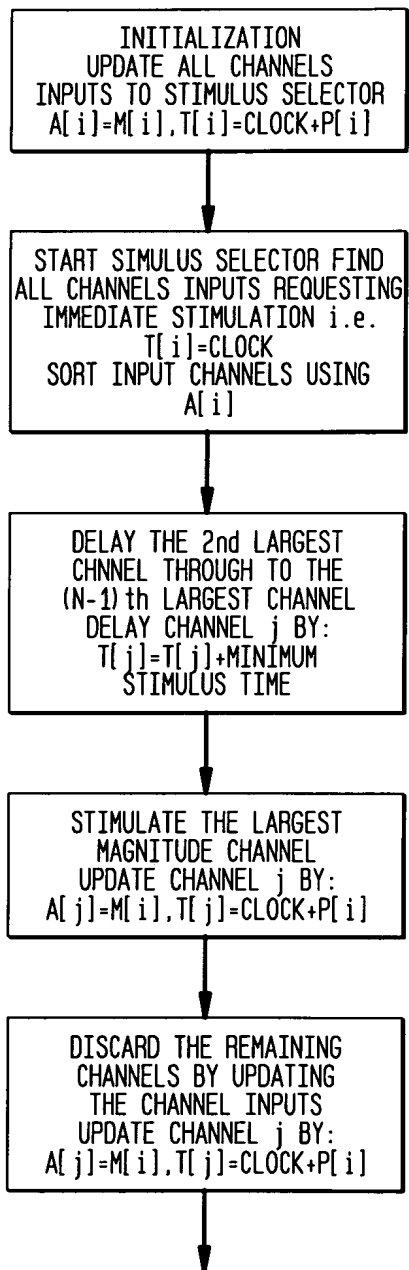 INITIALIZATION
UPDATE ALL CHANNELS
INPUTS TO STIMULUS SELECTOR
A[i]=M[i],T[i]=CLOCK+P[i]
START SIMULUS SELECTOR FIND
ALL CHANNELS INPUTS REQUESTING
IMMEDIATE STIMULATION i.e.
T[i]=CLOCK
SORT INPUT CHANNELS USING
A[i]
DELAY THE 2nd LARGEST
CHNNEL THROUGH TO THE
(N-1)th LARGEST CHANNEL
DELAY CHANNEL j BY:
T[j]=T[j]+MINIMUM
STIMULUS TIME
STIMULATE THE LARGEST
MAGNITUDE CHANNEL
UPDATE CHANNEL j BY:
A[j]=M[i],T[j]=CLOCK+P[i]
DISCARD THE REMAINING
CHANNELS BY UPDATING
THE CHANNEL INPUTS
UPDATE CHANNEL j BY:
A[j]=M[i],T[j]=CLOCK+P[i]